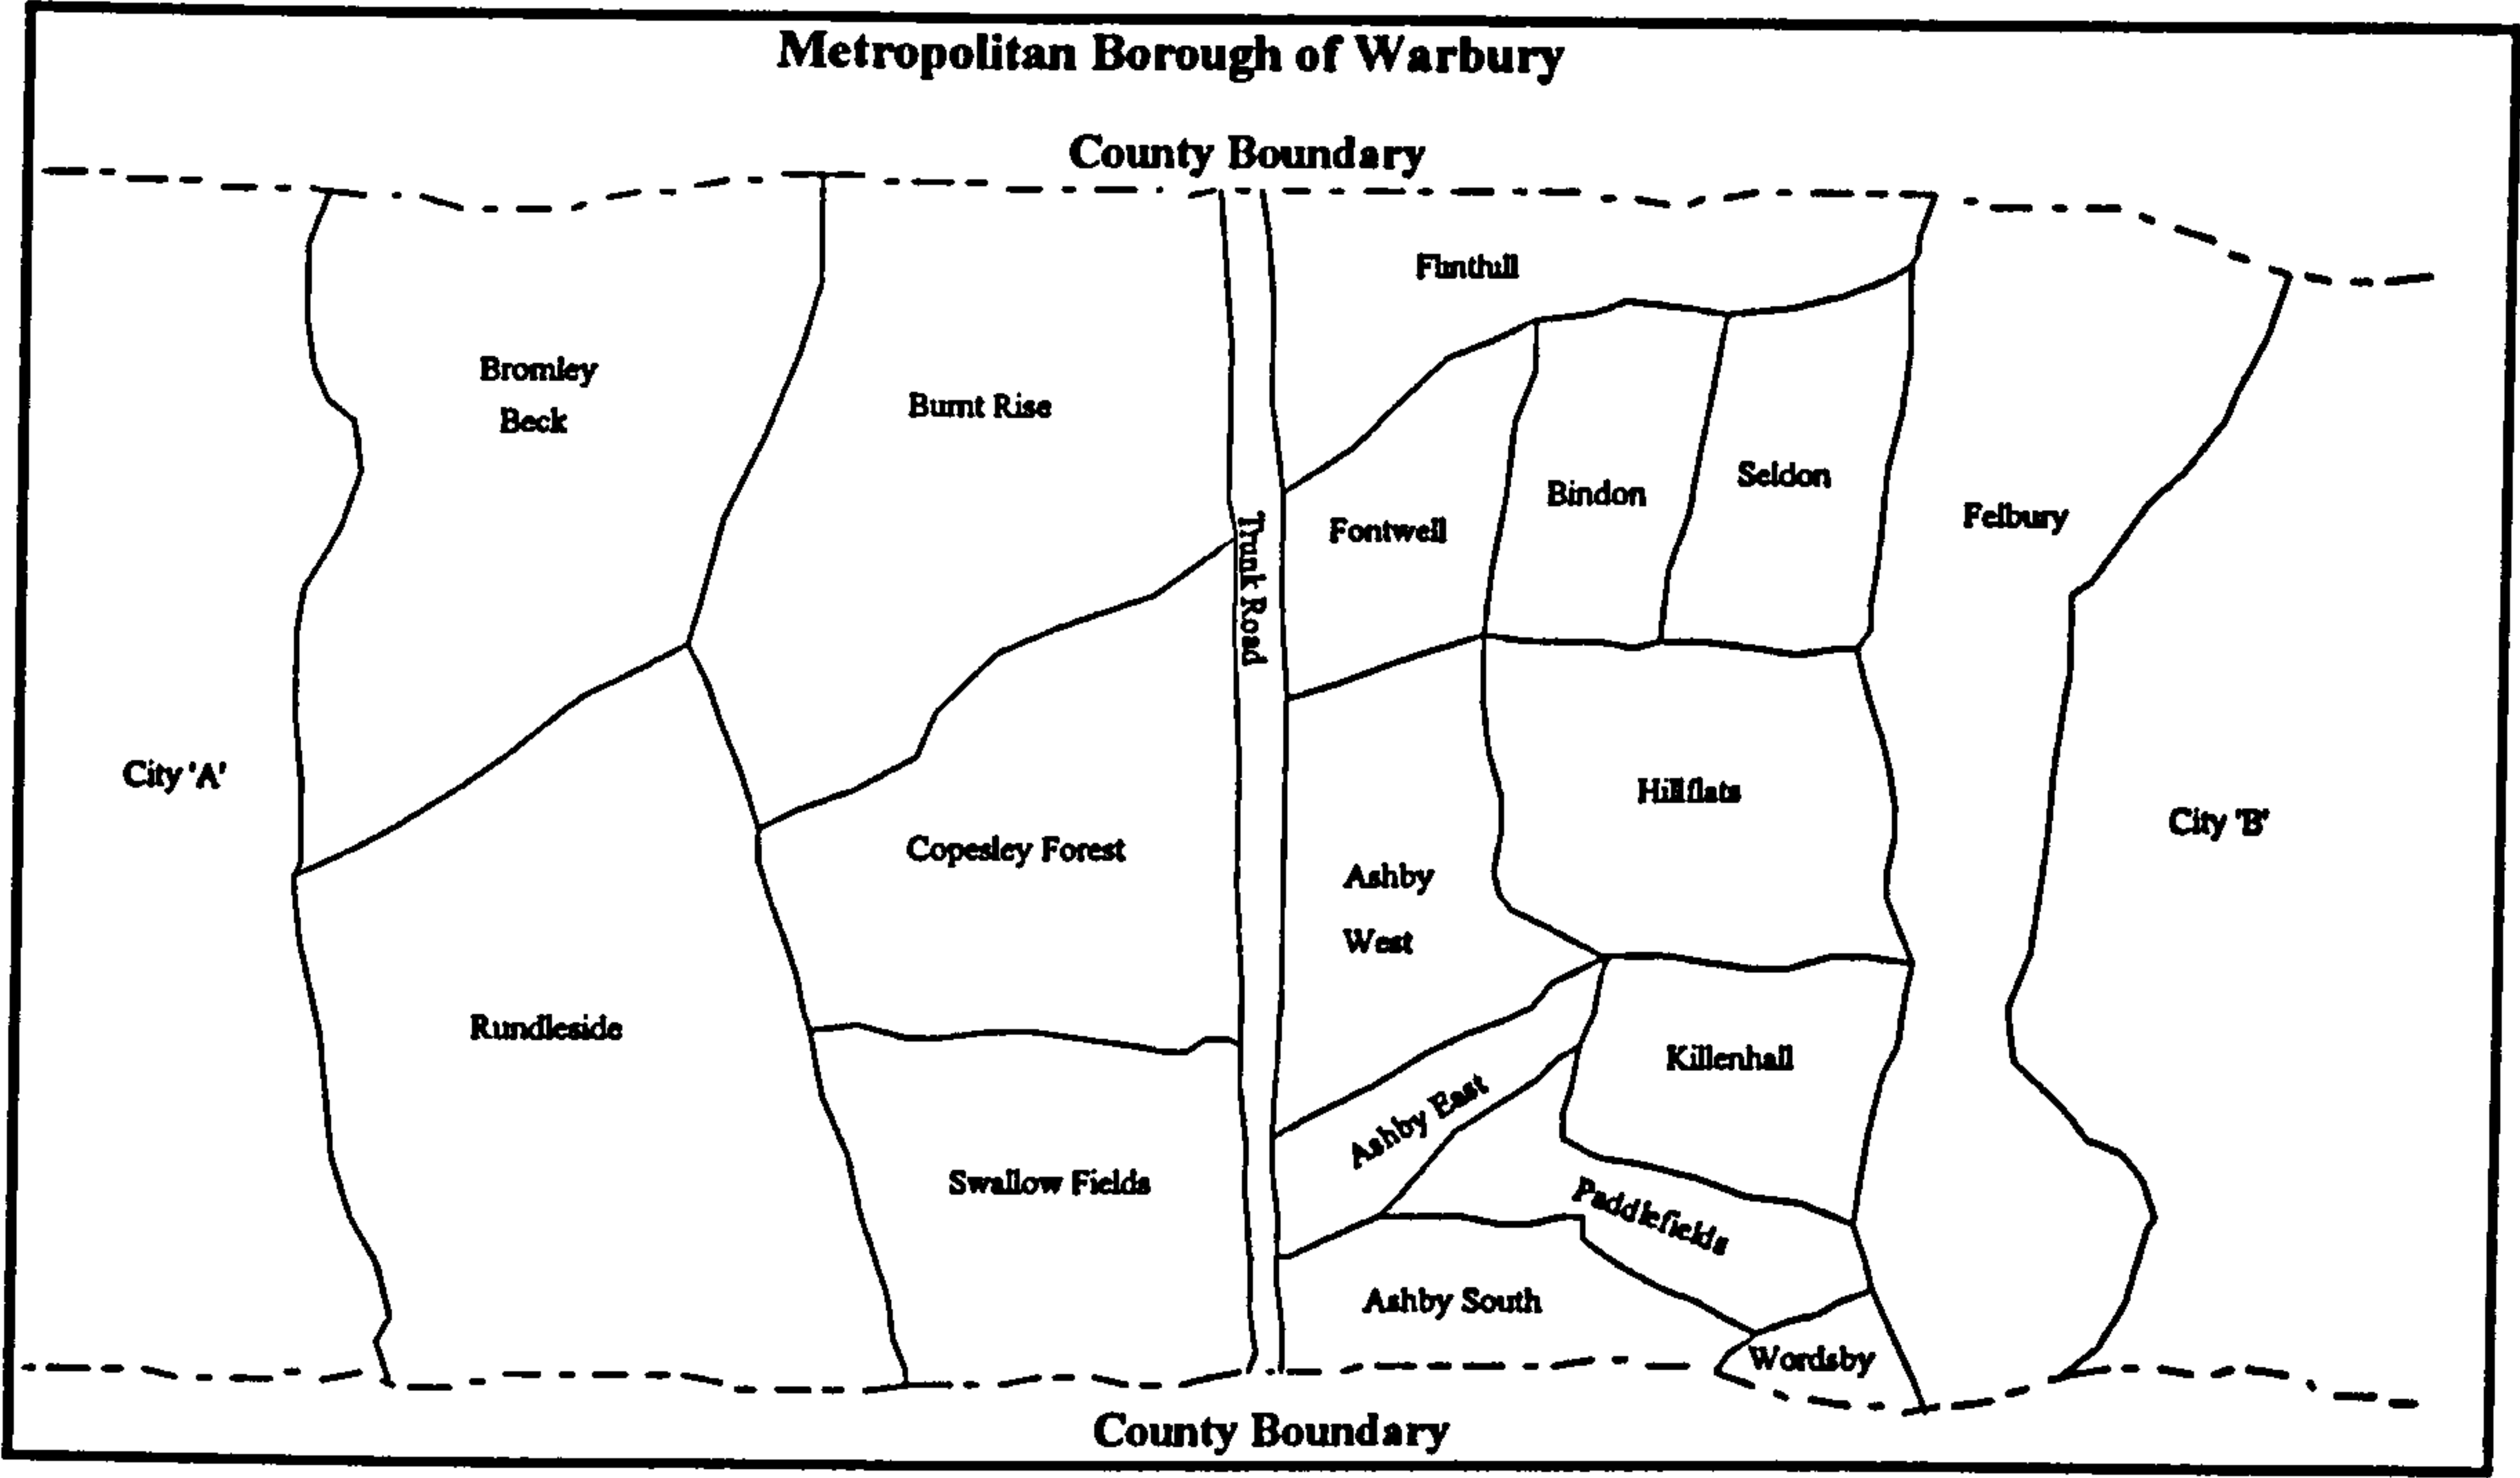 Metropolitan Borough of Warbury
County Boundary
Flinthill
Bromley
Beck
Burnt Rise
Seldon
Bindon
Felbury
Fontwell
Trunk Road
City 'A'
Hillflats
City 'B'
Copesley Forest
Ashby
West
Rundleside
Killenhall
Ashby East
Swallow Fields
Paddlefields
Ashby South
Wordsby
County Boundary